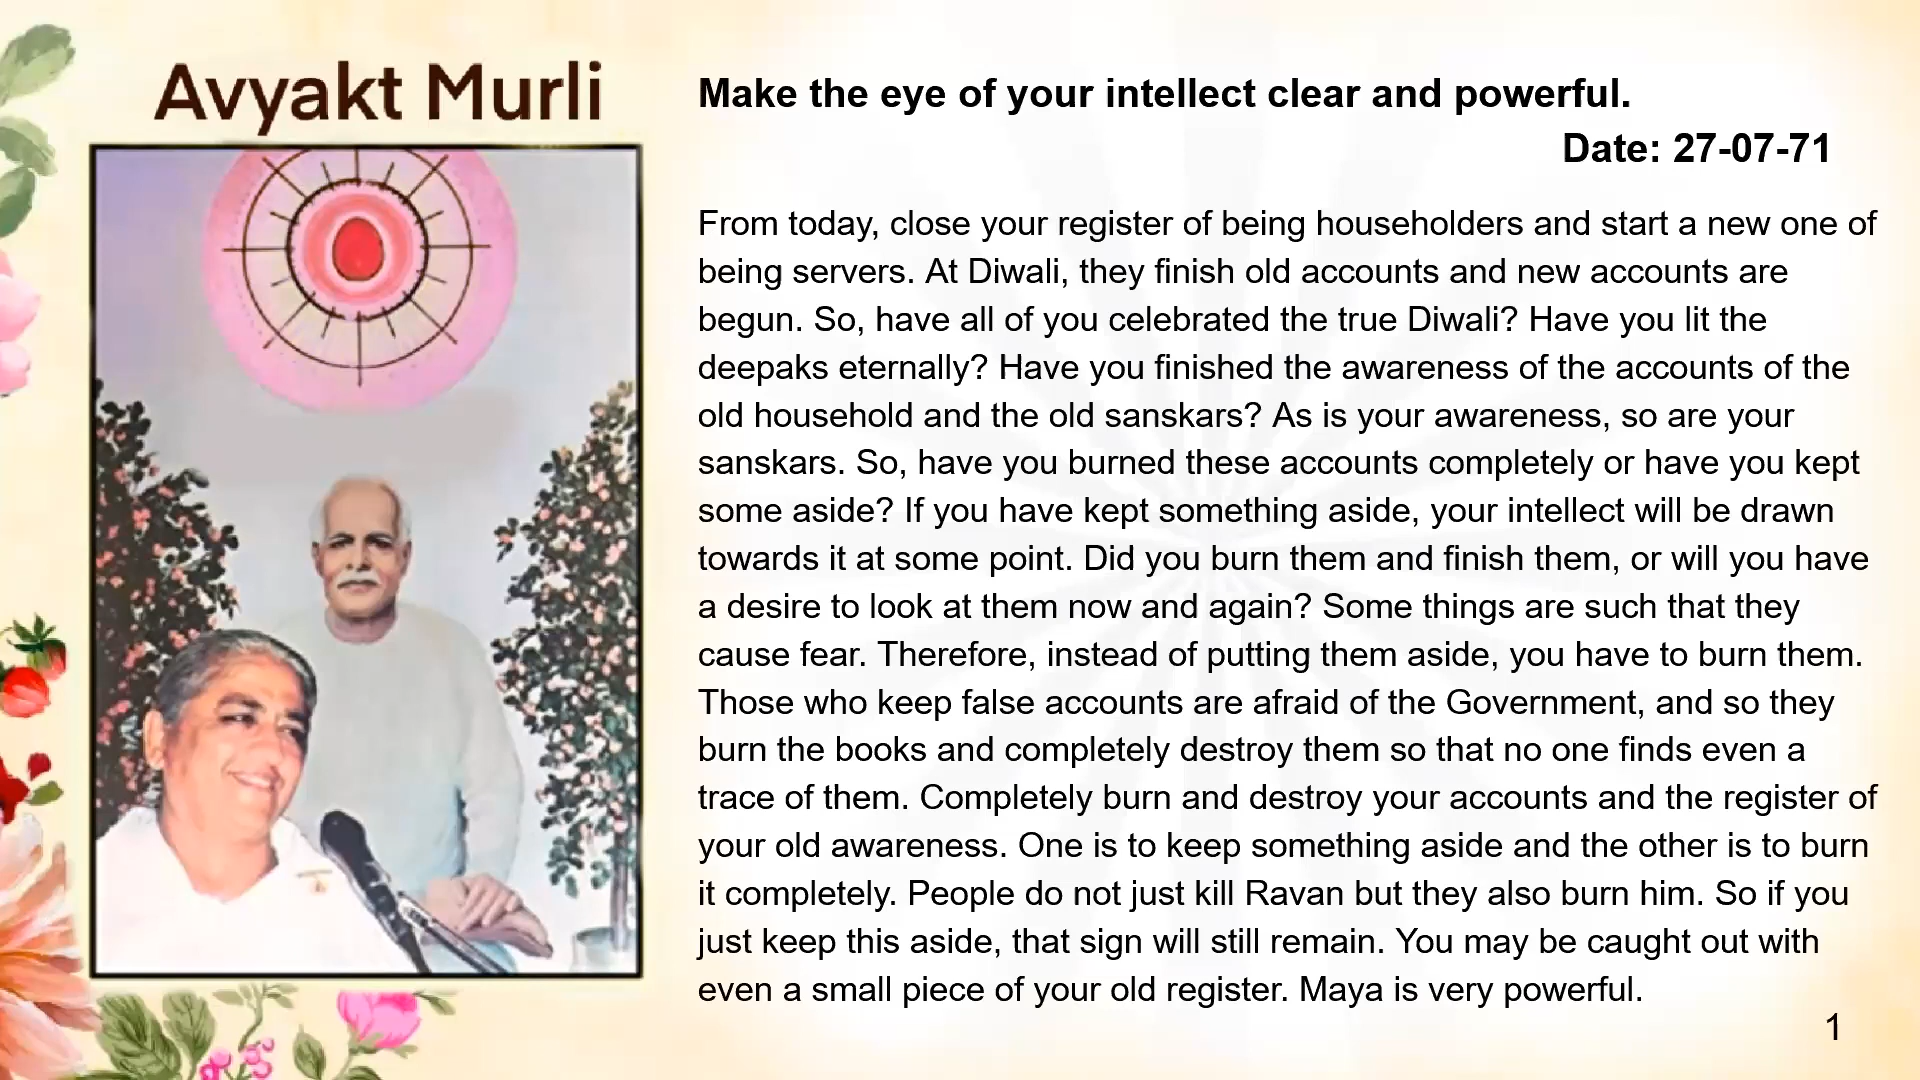 Avyakt Murli
Make the eye of your intellect clear and powerful.
Date: 27-07-71
From today, close your register of being householders and start a new one of
being servers. At Diwali, they finish old accounts and new accounts are
begun. So, have all of you celebrated the true Diwali? Have you lit the
deepaks eternally? Have you finished the awareness of the accounts of the
old household and the old sanskars? As is your awareness, so are your
sanskars. So, have you burned these accounts completely or have you kept
some aside? If you have kept something aside, your intellect will be drawn
towards it at some point. Did you burn them and finish them, or will you have
a desire to look at them now and again? Some things are such that they
cause fear. Therefore, instead of putting them aside, you have to burn them.
Those who keep false accounts are afraid of the Government, and so they
burn the books and completely destroy them so that no one finds even a
trace of them. Completely burn and destroy your accounts and the register of
your old awareness. One is to keep something aside and the other is to burn
it completely. People do not just kill Ravan but they also burn him. So if you
just keep this aside, that sign will still remain. You may be caught out with
even a small piece of your old register. Maya is very powerful.
1